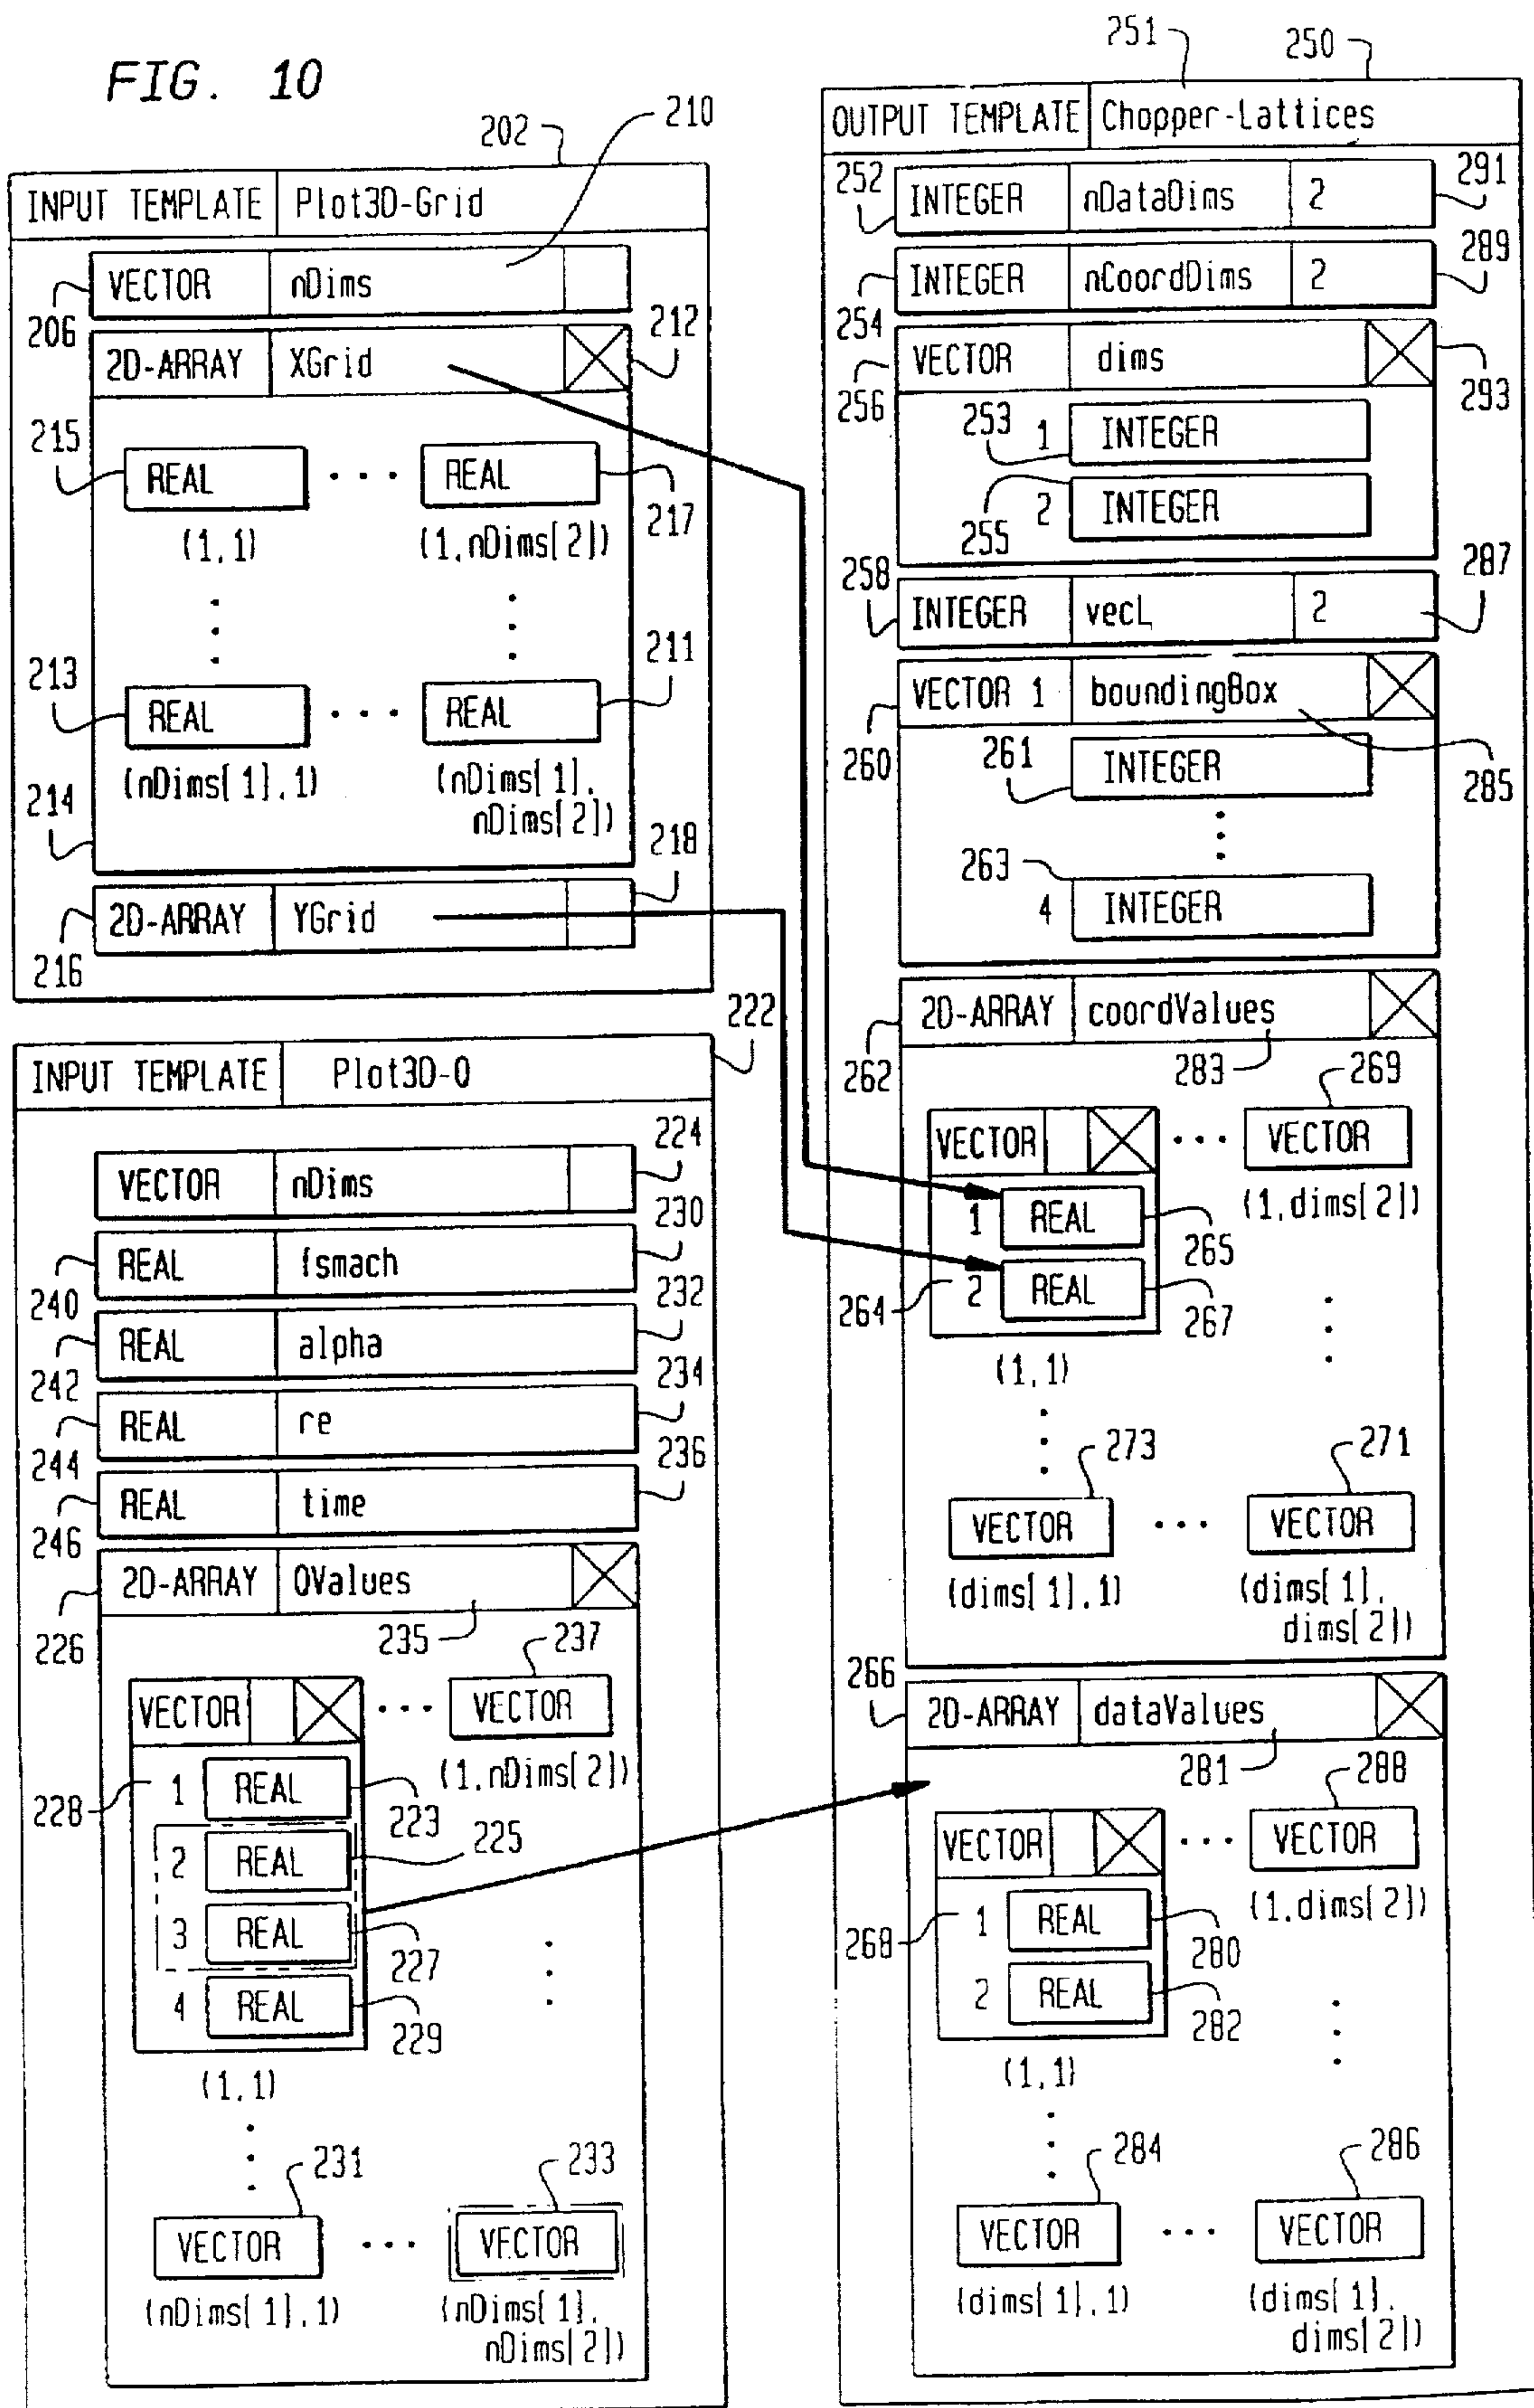 FIG. 10
202
210
INPUT TEMPLATE Plot3D-Grid
VECTOR nDims
206
2D-ARRAY XGrid
212
215
REAL ... REAL
217
(1,1) (1,nDims[2])
213
211
REAL ... REAL
(nDims[1],1) (nDims[1],
nDims[2])
214
218
2D-ARRAY YGrid
216
222
INPUT TEMPLATE Plot3D-Q
224
VECTOR nDims
230
REAL fsmach
240
232
REAL alpha
242
234
REAL re
244
236
REAL time
246
2D-ARRAY QValues
226
235
237
VECTOR ... VECTOR
(1,nDims[2])
228
1 REAL
223
2 REAL
225
3 REAL
227
4 REAL
229
(1,1)
231
233
VECTOR ... VECTOR
(nDims[1],1) (nDims[1],
nDims[2])
251
250
OUTPUT TEMPLATE Chopper-Lattices
252
INTEGER nDataDims 2
291
INTEGER nCoordDims 2
289
254
VECTOR dims
256
293
253
1 INTEGER
2 INTEGER
255
258
287
INTEGER vecL 2
VECTOR 1 boundingBox
260
261
285
INTEGER
263
4 INTEGER
2D-ARRAY coordValues
262
283
269
VECTOR ... VECTOR
(1,dims[2])
1 REAL
265
264
2 REAL
267
(1,1)
273
271
VECTOR ... VECTOR
(dims[1],1) (dims[1],
dims[2])
266
2D-ARRAY dataValues
281
288
VECTOR ... VECTOR
(1,dims[2])
268
1 REAL
280
2 REAL
282
(1,1)
284
286
VECTOR ... VECTOR
(dims[1],1) (dims[1],
dims[2])